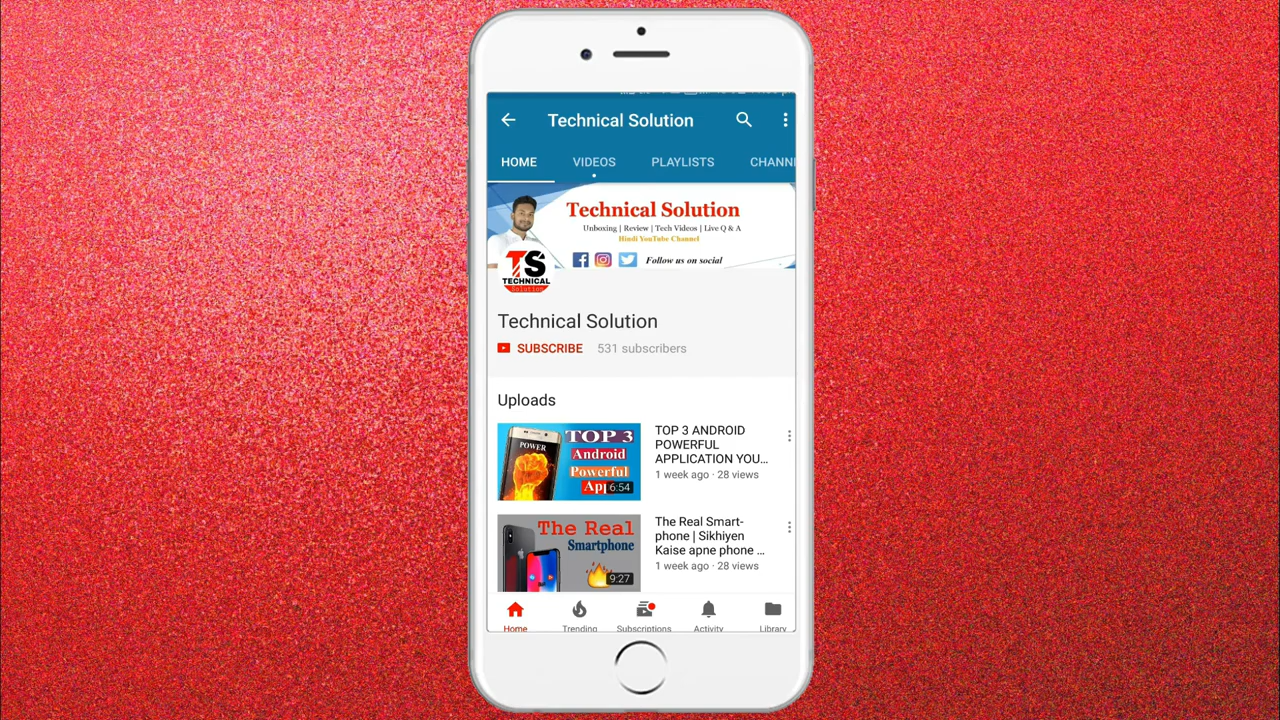 Technical Solution
HOME VIDEOS PLAYLISTS CHANN
Technical Solution
Unboxing | Review | Tech Videos | Live Q & A
Hindi YouTube Channel
Follow us on social
TS
TECHNICAL
Solution
Technical Solution
SUBSCRIBE 531 subscribers
Uploads
TOP 3
POWER
Android
Powerful
App
6:54
TOP 3 ANDROID
POWERFUL
APPLICATION YOU...
1 week ago · 28 views
The Real
Smartphone
9:27
The Real Smart-
phone | Sikhiyen
Kaise apne phone ...
1 week ago · 28 views
Home Trending Subscriptions Activity Library